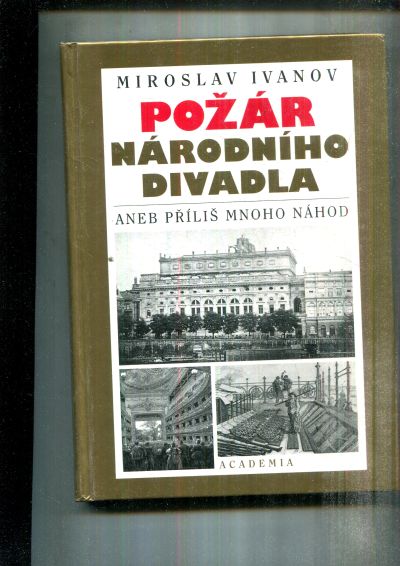 MIROSLAV IVANOV
POŽÁR
NÁRODNÍHO
DIVADLA
ANEB PŘÍLIŠ MNOHO NÁHOD
ACADEMIA